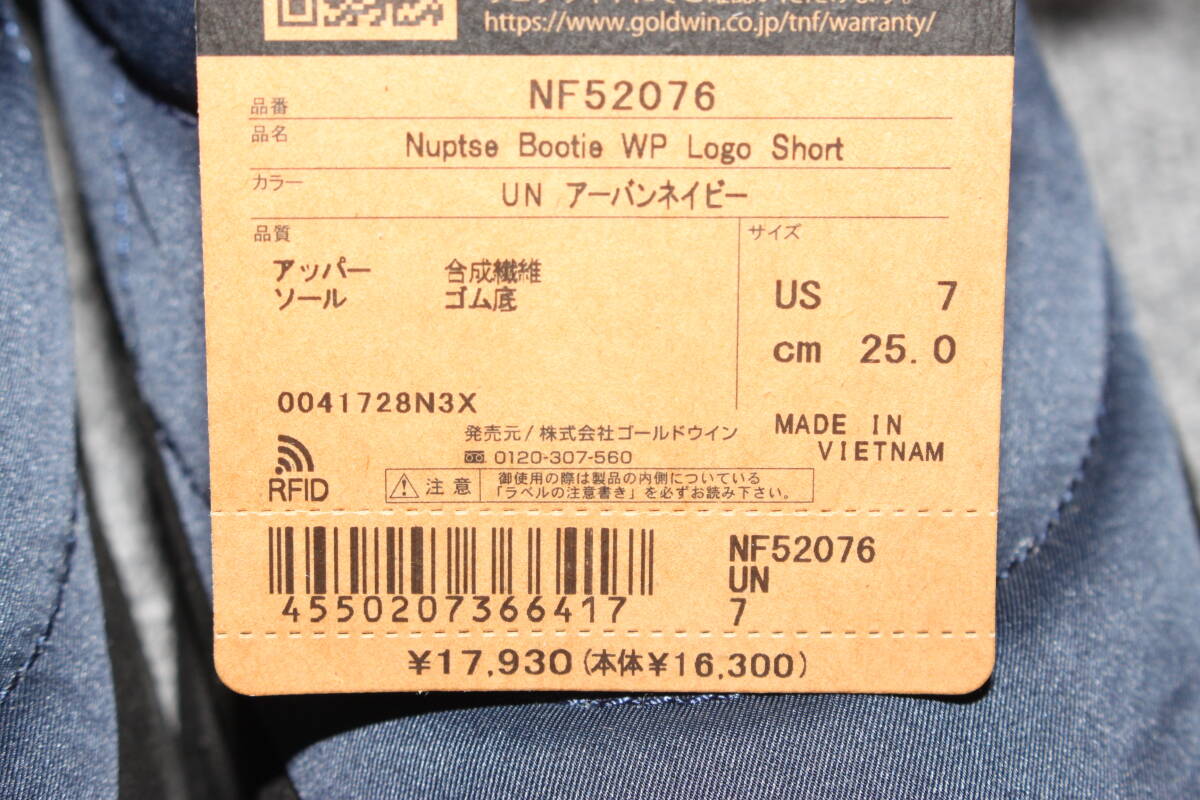 https://www.goldwin.co.jp/tnf/warranty/
品番 NF52076
品名 Nuptse Bootie WP Logo Short
カラー UN アーバンネイビー
品質
サイズ
アッパー 合成繊維
ソール ゴム底
US 7
cm 25.0
0041728N3X
MADE IN
VIETNAM
発売元/株式会社ゴールドウイン
0120-307-560
RFID
注意
御使用の際は製品の内側についている
「ラベルの注意書き」を必ずお読み下さい。
4550207366417
NF52076
UN
7
¥17,930(本体¥16,300)